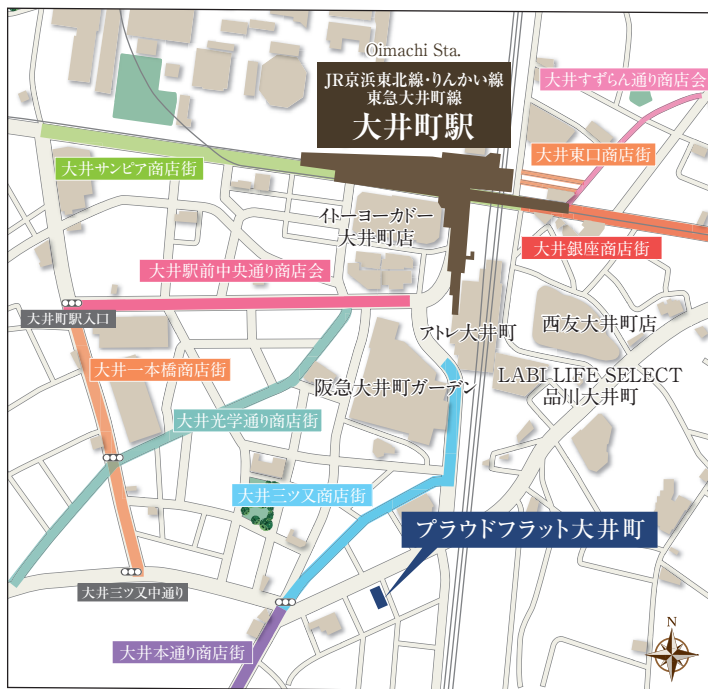 Oimachi Sta.
JR京浜東北線・りんかい線
東急大井町線
大井町駅
大井すずらん通り商店会
大井東口商店街
大井サンピア商店街
イトーヨーカドー
大井町店
大井銀座商店街
大井駅前中央通り商店会
大井町駅入口
アトレ大井町
西友大井町店
大井一本橋商店街
阪急大井町ガーデン
LABI LIFE SELECT
品川大井町
大井光学通り商店街
大井三ツ又商店街
プラウドフラット大井町
大井三ツ又中通り
大井本通り商店街
N